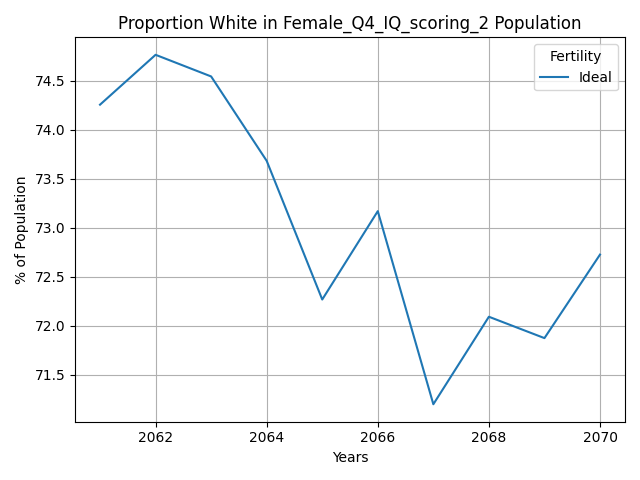 Proportion White in Female_Q4_IQ_scoring_2 Population
Fertility
Ideal
74.5
74.0
73.5
73.0
72.5
72.0
71.5
% of Population
2062 2064 2066 2068 2070
Years